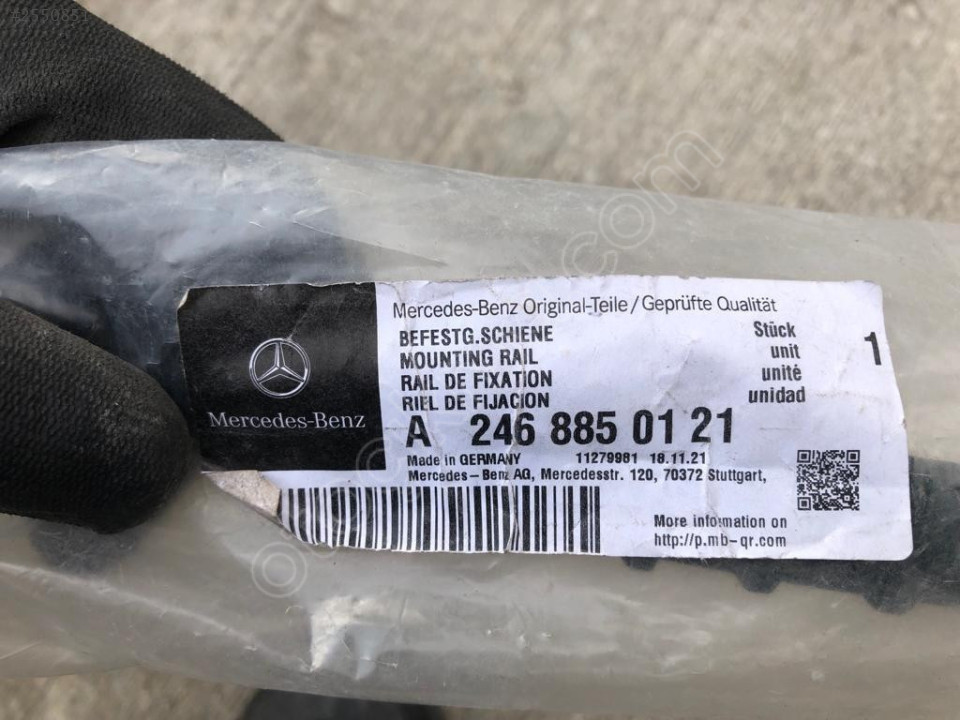 Mercedes-Benz Original-Teile/Geprüfte Qualität
BEFESTG.SCHIENE
MOUNTING RAIL
RAIL DE FIXATION
RIEL DE FIJACION
Stück 1
unit
unité
unidad
Mercedes-Benz
A 246 885 01 21
Made in GERMANY 11279981 18.11.21
Mercedes-Benz AG, Mercedesstr. 120, 70372 Stuttgart,
More information on
http://p.mb-qr.com